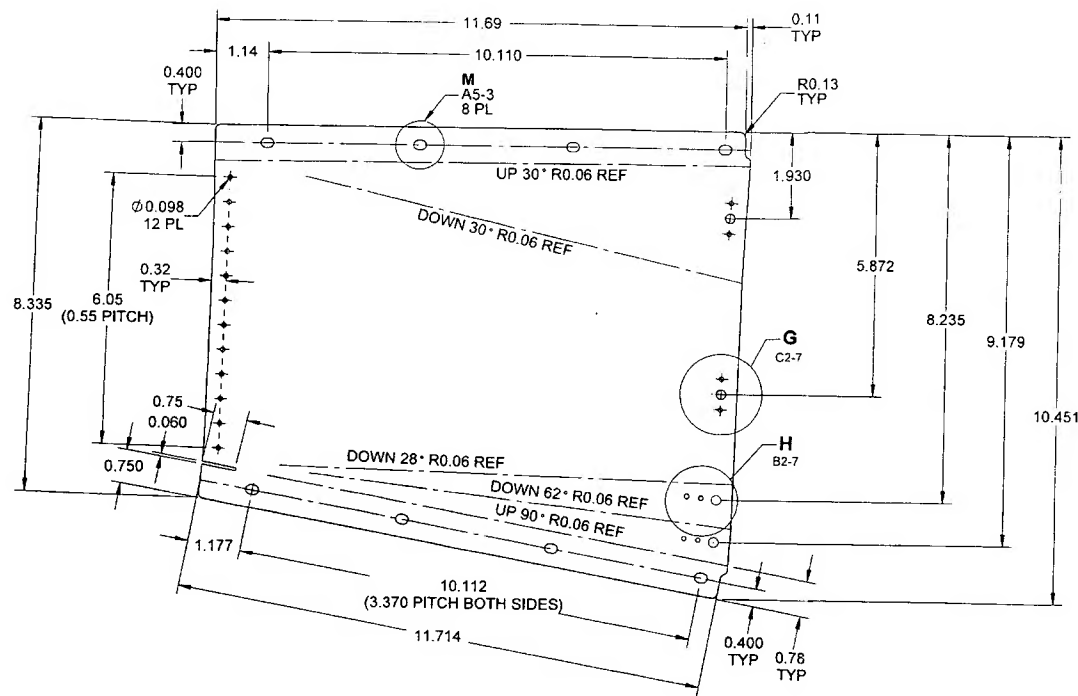 11.69
0.11
TYP
1.14
10.110
0.400
TYP
M
A5-3
8 PL
R0.13
TYP
UP 30° R0.06 REF
1.930
Ø0.098
12 PL
DOWN 30° R0.06 REF
0.32
TYP
5.872
8.335
6.05
(0.55 PITCH)
8.235
9.179
G
C2-7
10.451
0.75
0.060
0.750
H
B2-7
DOWN 28° R0.06 REF
DOWN 62° R0.06 REF
UP 90° R0.06 REF
1.177
10.112
(3.370 PITCH BOTH SIDES)
11.714
0.400
TYP
0.78
TYP